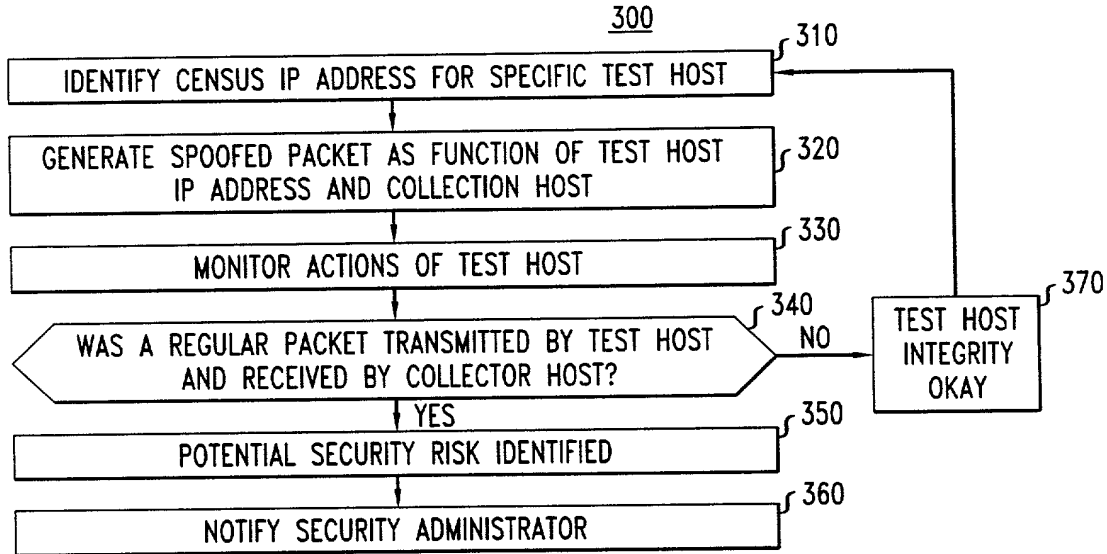 300
310
IDENTIFY CENSUS IP ADDRESS FOR SPECIFIC TEST HOST
GENERATE SPOOFED PACKET AS FUNCTION OF TEST HOST
IP ADDRESS AND COLLECTION HOST
320
330
MONITOR ACTIONS OF TEST HOST
340
WAS A REGULAR PACKET TRANSMITTED BY TEST HOST
AND RECEIVED BY COLLECTOR HOST?
NO
370
TEST HOST
INTEGRITY
OKAY
YES
350
POTENTIAL SECURITY RISK IDENTIFIED
360
NOTIFY SECURITY ADMINISTRATOR